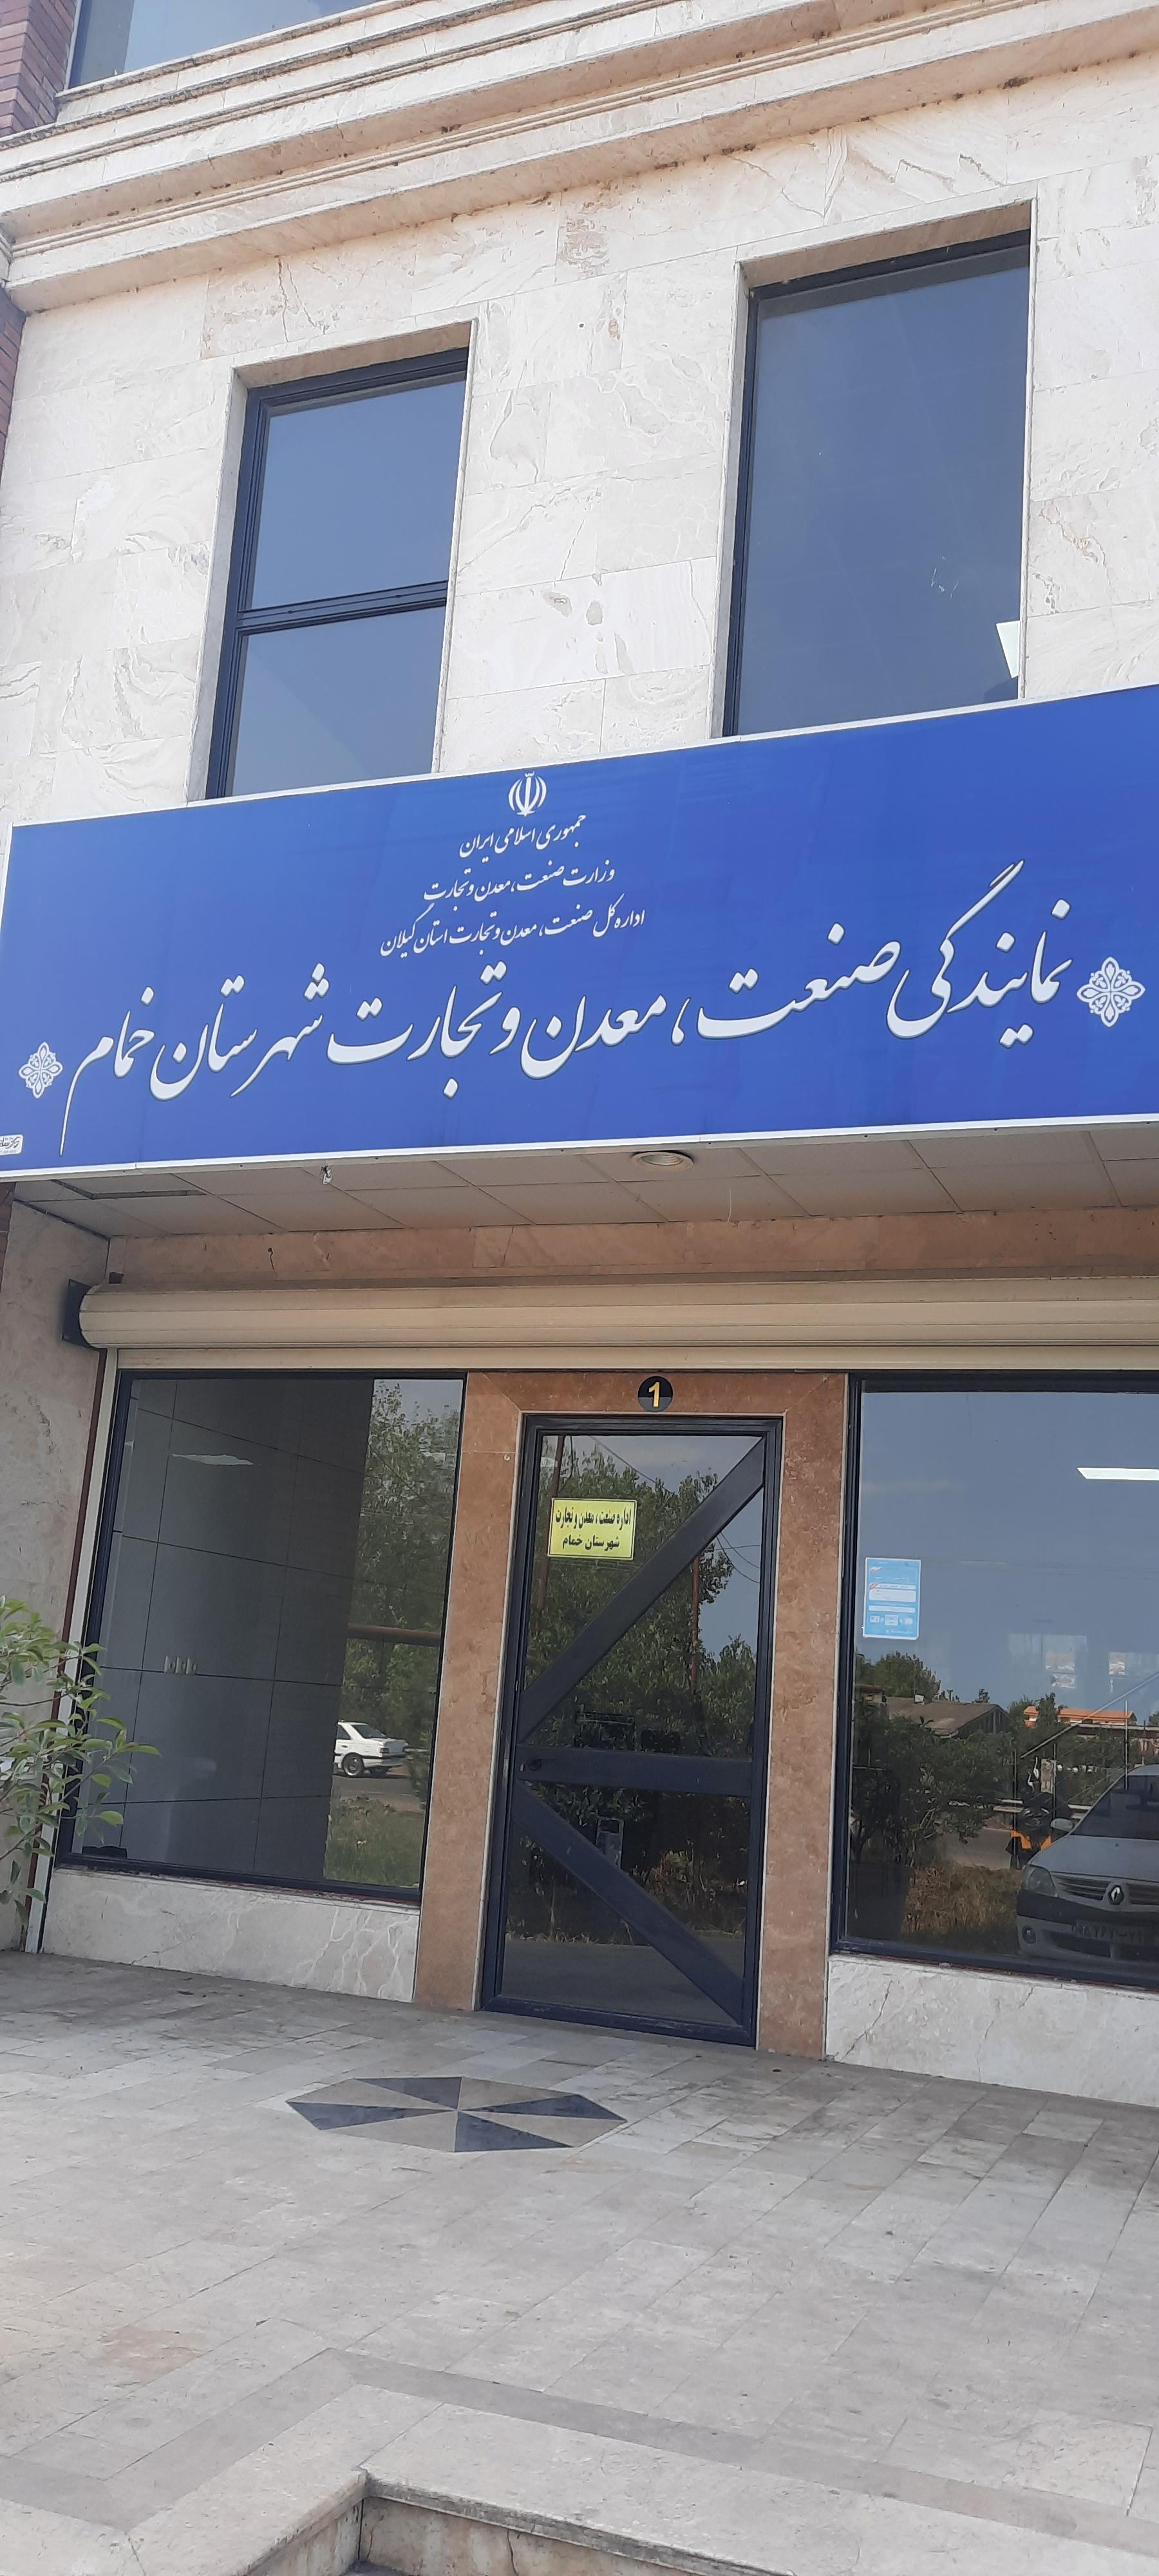 جمهوری اسلامی ایران
وزارت صنعت، معدن و تجارت
اداره کل صنعت، معدن و تجارت استان گیلان
نمایندگی صنعت، معدن و تجارت شهرستان خمام
1
اداره صنعت، معدن و تجارت
شهرستان خمام